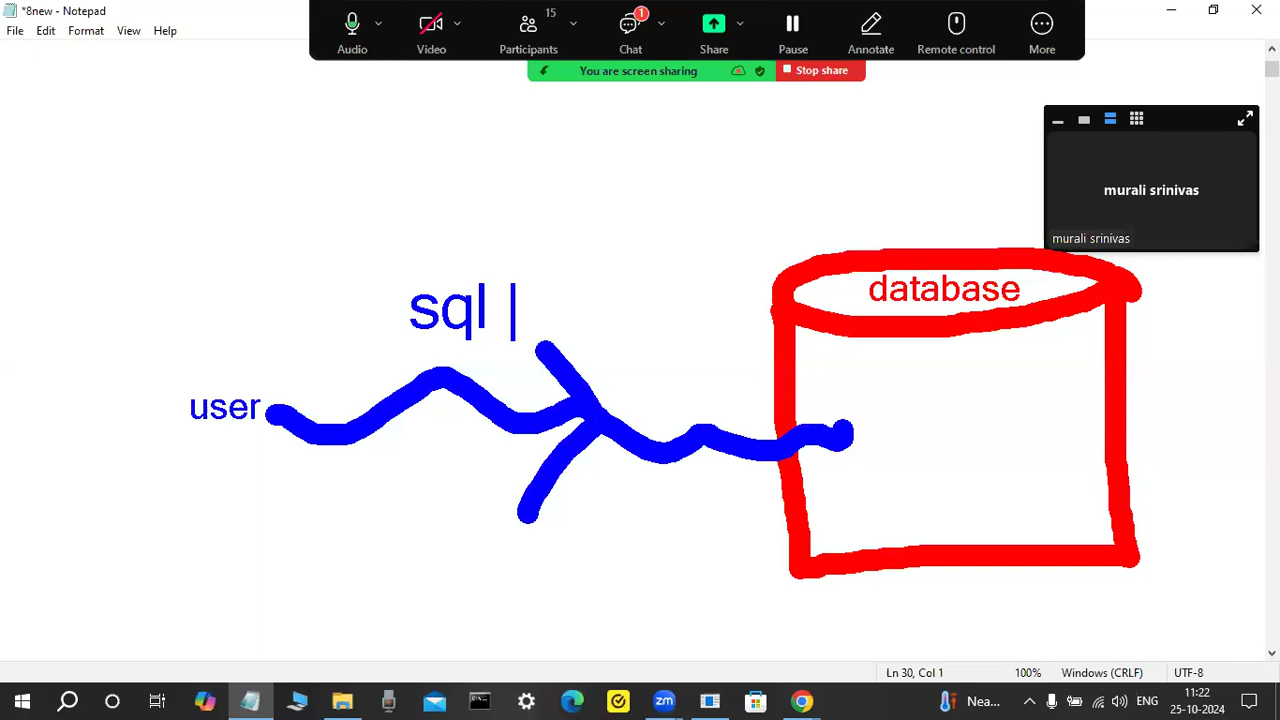 *8new - Notepad
File Edit Format View Help
15
1
Audio Video Participants Chat Share Pause Annotate Remote control More
You are screen sharing Stop share
murali srinivas
murali srinivas
database
sql |
user
Ln 30, Col 1 100% Windows (CRLF) UTF-8
zm
Nea... ENG
11:22
25-10-2024